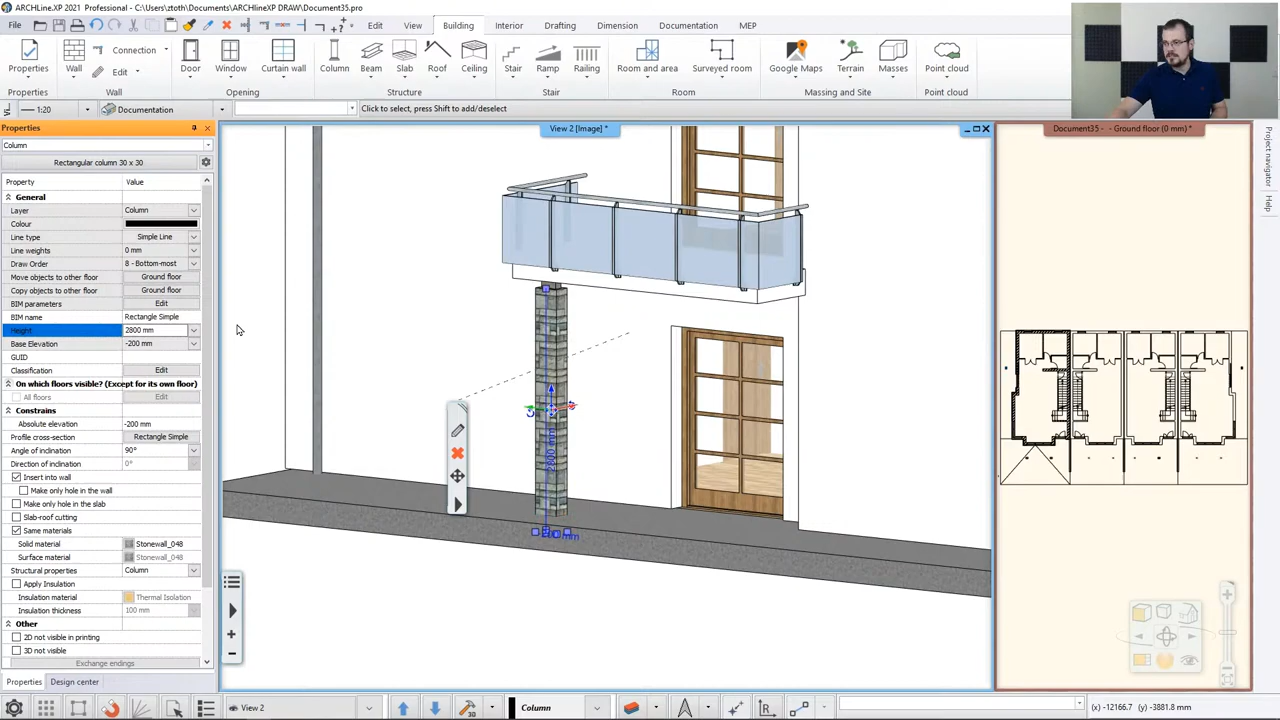 ARCHLine.XP 2021 Professional - C:\Users\ztoth\Documents\ARCHlineXP DRAW\Document35.pro
Edit View Building Interior Drafting Dimension Documentation MEP
Properties Wall Connection Edit Door Window Curtain wall Column Beam Slab Roof Ceiling Stair Ramp Railing Room and area Surveyed room Google Maps Terrain Masses Point cloud
Properties Wall Opening Structure Stair Room Massing and Site Point cloud
1:20 Documentation Click to select, press Shift to add/deselect
Properties
Column
Rectangular column 30 x 30
Property Value
General
Layer Column
Colour
Line type Simple Line
Line weights 0 mm
Draw Order 8 - Bottom-most
Move objects to other floor Ground floor
Copy objects to other floor Ground floor
BIM parameters Edit
BIM name Rectangle Simple
Height 2800 mm
Base Elevation -200 mm
GUID
Classification Edit
On which floors visible? (Except for its own floor)
All floors Edit
Constrains
Absolute elevation -200 mm
Profile cross-section Rectangle Simple
Angle of inclination 90°
Direction of inclination 0°
Insert into wall
Make only hole in the wall
Make only hole in the slab
Slab-roof cutting
Same materials
Solid material Stonewall_048
Surface material Stonewall_048
Structural properties Column
Apply Insulation
Insulation material Thermal Isolation
Insulation thickness 100 mm
Other
2D not visible in printing
3D not visible
Exchange endings
Properties Design center
View 2 [Image] *
2800 mm
Document35 - - Ground floor (0 mm) *
Project navigator
Help
View 2
Column
(x) -12166.7 (y) -3881.8 mm